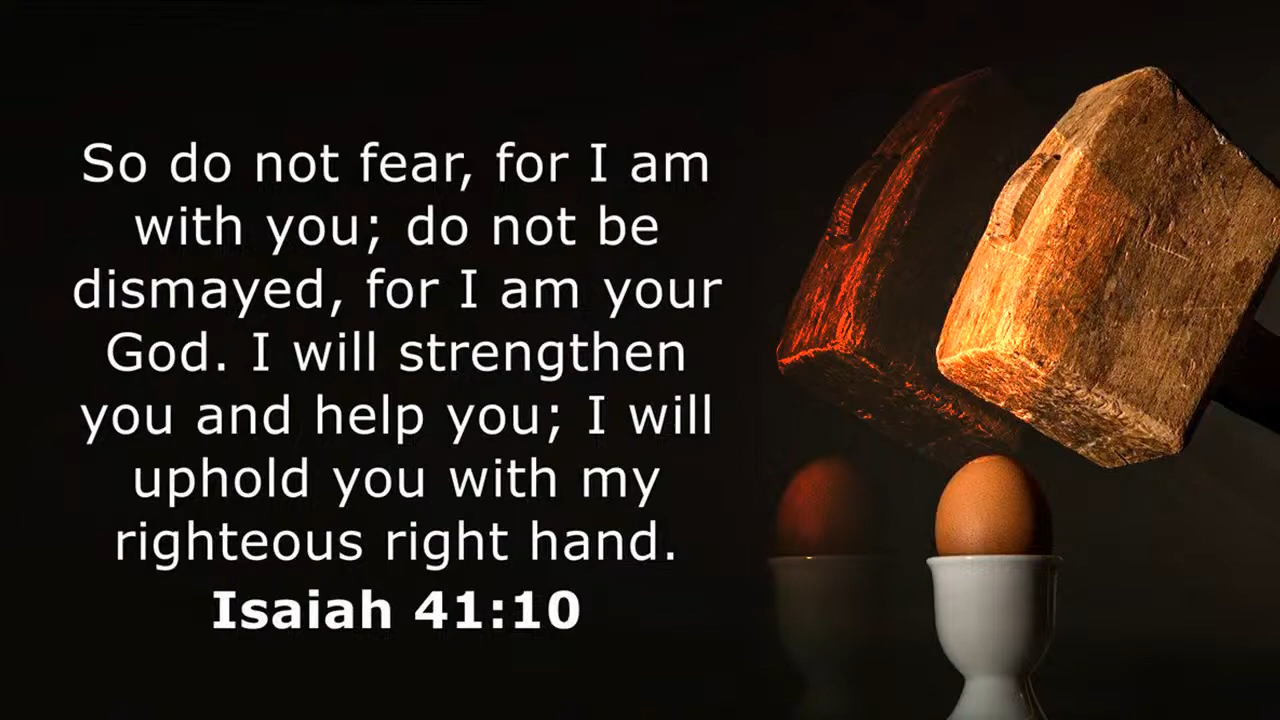 So do not fear, for I am
with you; do not be
dismayed, for I am your
God. I will strengthen
you and help you; I will
uphold you with my
righteous right hand.
Isaiah 41:10